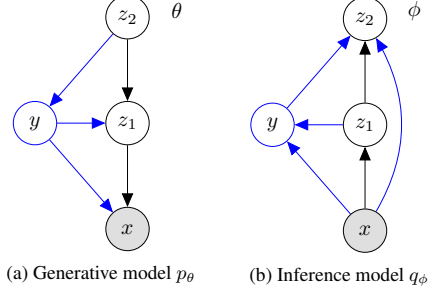 z₂ θ
z₂ ϕ
y z₁
y z₁
x
x
(a) Generative model pθ
(b) Inference model qϕ